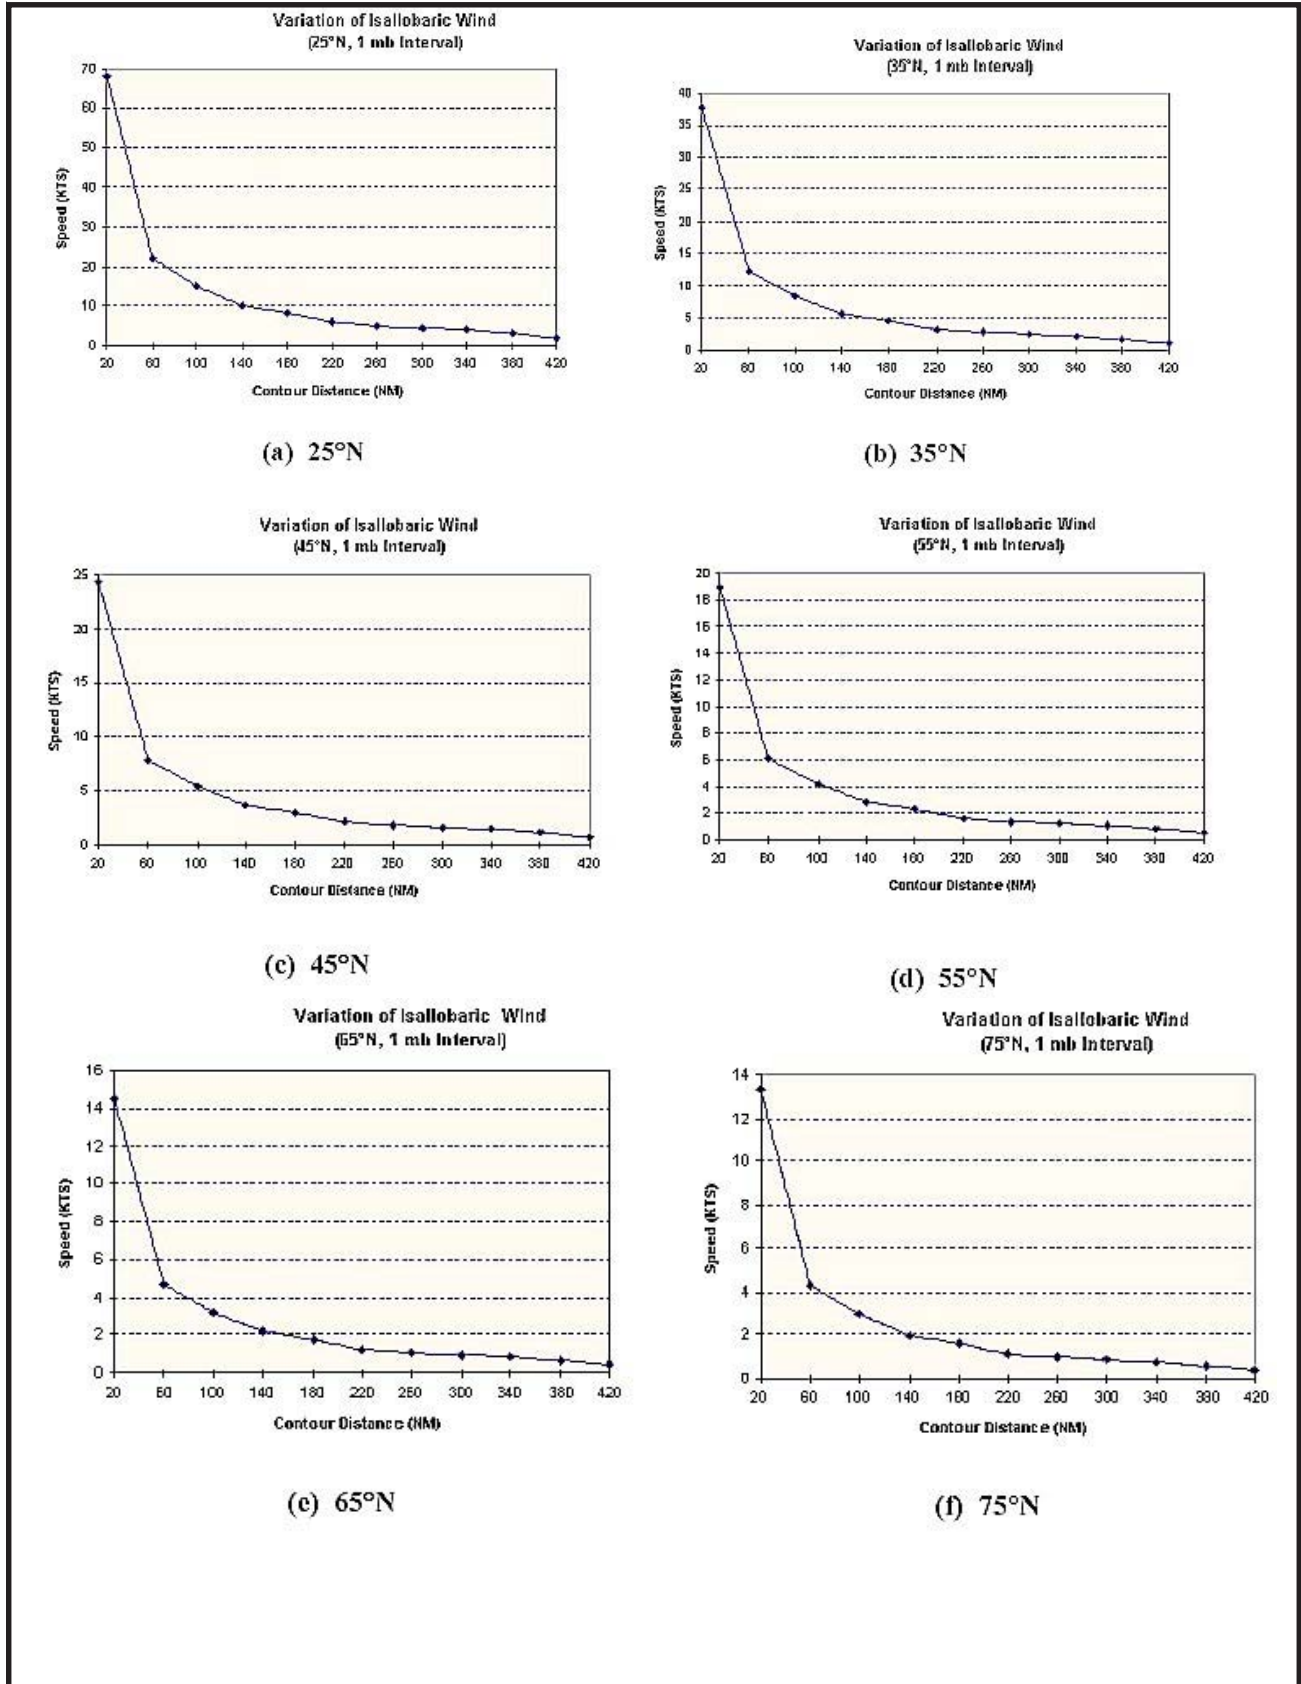 Variation of Isallobaric Wind
(25°N, 1 mb Interval)
70
60
50
40
30
20
10
0
Speed (KTS)
20 60 100 140 180 220 260 300 340 380 420
Contour Distance (NM)
(a) 25°N
Variation of Isallobaric Wind
(35°N, 1 mb Interval)
40
35
30
25
20
15
10
5
0
Speed (KTS)
20 60 100 140 180 220 260 300 340 380 420
Contour Distance (NM)
(b) 35°N
Variation of Isallobaric Wind
(45°N, 1 mb Interval)
25
20
15
10
5
0
Speed (KTS)
20 60 100 140 180 220 260 300 340 380 420
Contour Distance (NM)
(c) 45°N
Variation of Isallobaric Wind
(55°N, 1 mb Interval)
20
18
16
14
12
10
8
6
4
2
0
Speed (KTS)
20 60 100 140 180 220 260 300 340 380 420
Contour Distance (NM)
(d) 55°N
Variation of Isallobaric Wind
(65°N, 1 mb Interval)
16
14
12
10
8
6
4
2
0
Speed (KTS)
20 60 100 140 180 220 260 300 340 380 420
Contour Distance (NM)
(e) 65°N
Variation of Isallobaric Wind
(75°N, 1 mb Interval)
14
12
10
8
6
4
2
0
Speed (KTS)
20 60 100 140 180 220 260 300 340 380 420
Contour Distance (NM)
(f) 75°N